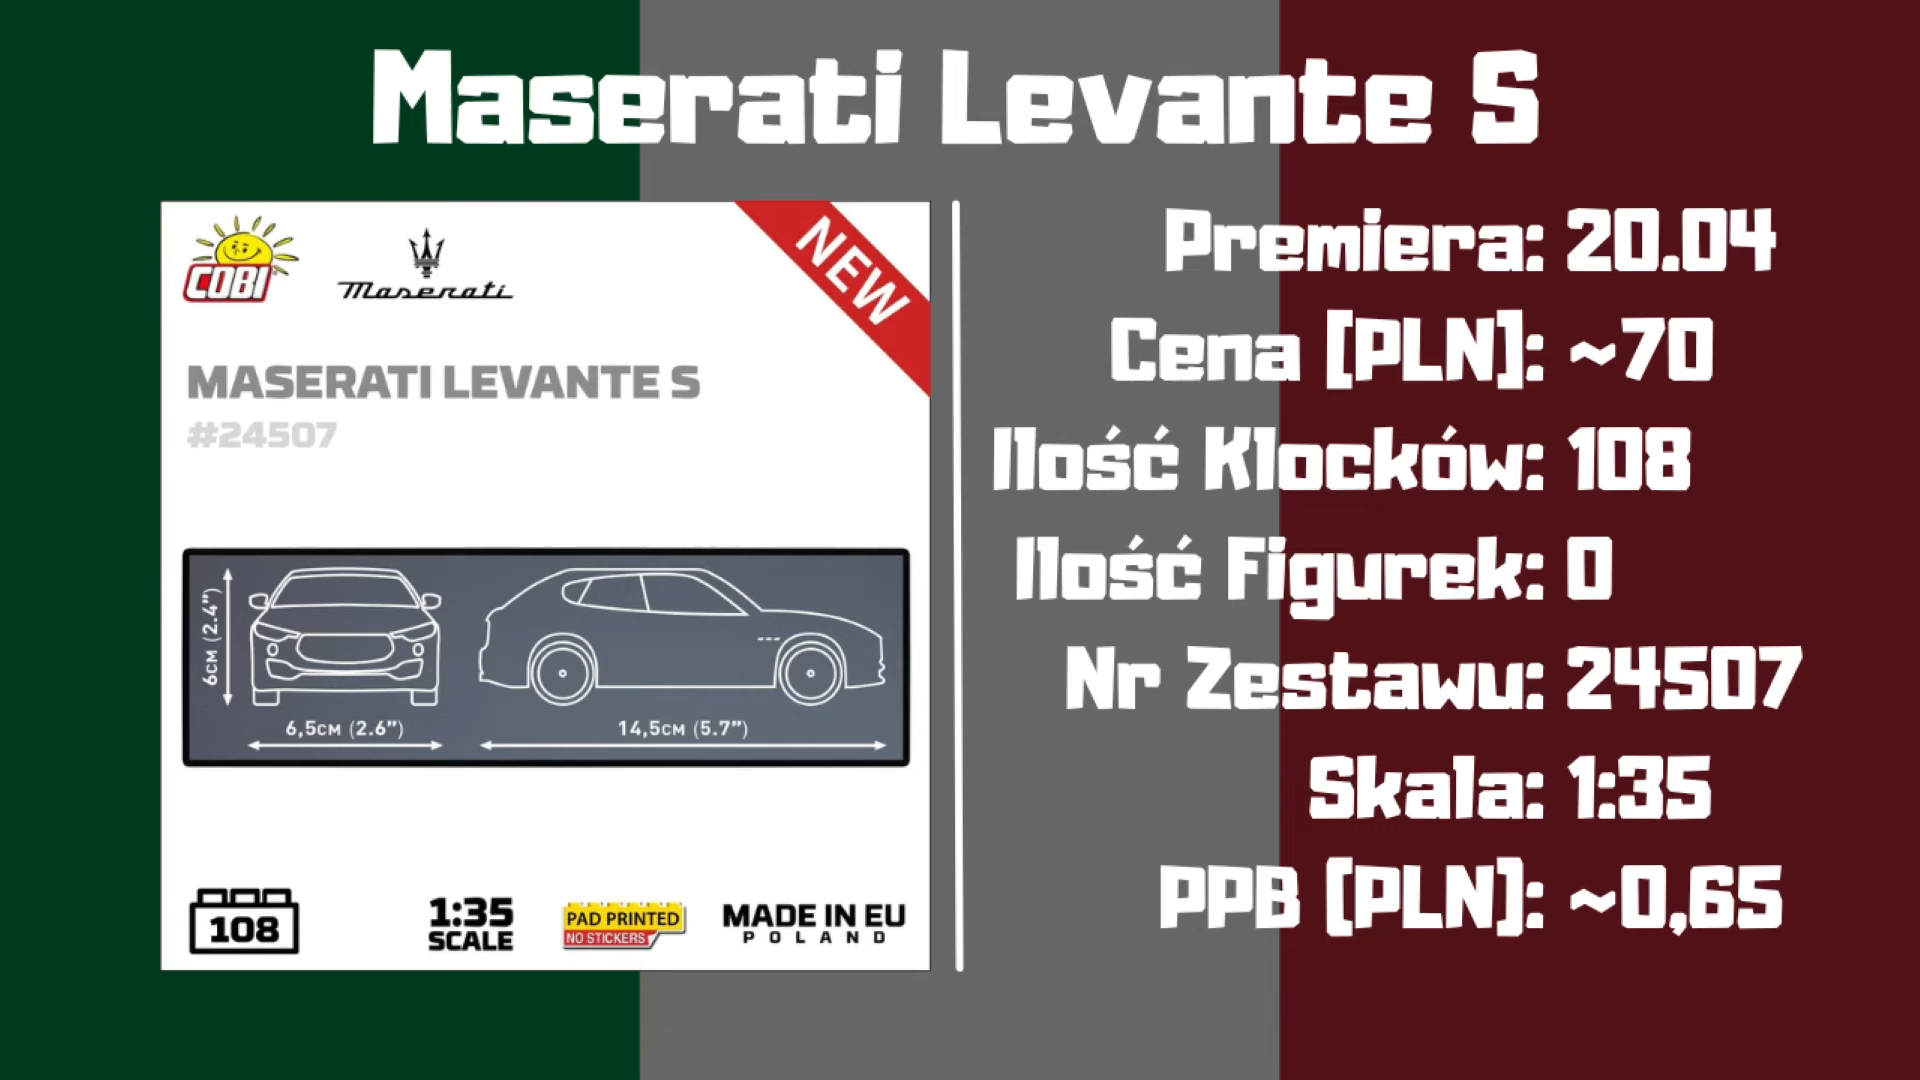 Maserati Levante S
COBI
Maserati
NEW
MASERATI LEVANTE S
#24507
6CM (2.4")
6,5CM (2.6")
14,5CM (5.7")
108
1:35
SCALE
PAD PRINTED
NO STICKERS
MADE IN EU
POLAND
Premiera: 20.04
Cena [PLN]: ~70
Ilość Klocków: 108
Ilość Figurek: 0
Nr Zestawu: 24507
Skala: 1:35
PPB [PLN]: ~0,65